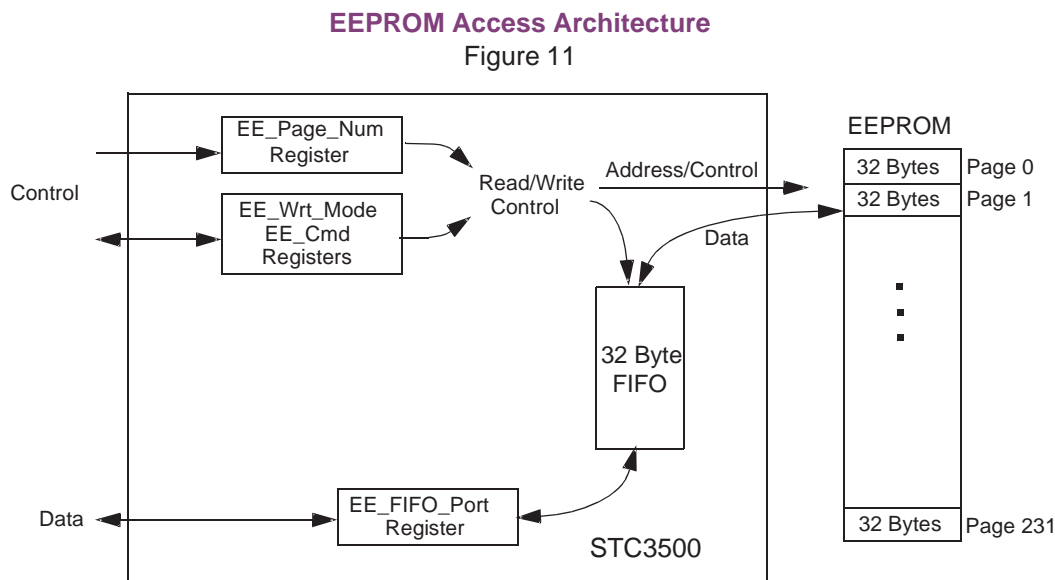 EEPROM Access Architecture
Figure 11
EE_Page_Num
Register
Control
EE_Wrt_Mode
EE_Cmd
Registers
Read/Write
Control
Address/Control
Data
EEPROM
32 Bytes
Page 0
32 Bytes
Page 1
32 Byte
FIFO
Data
EE_FIFO_Port
Register
STC3500
32 Bytes
Page 231